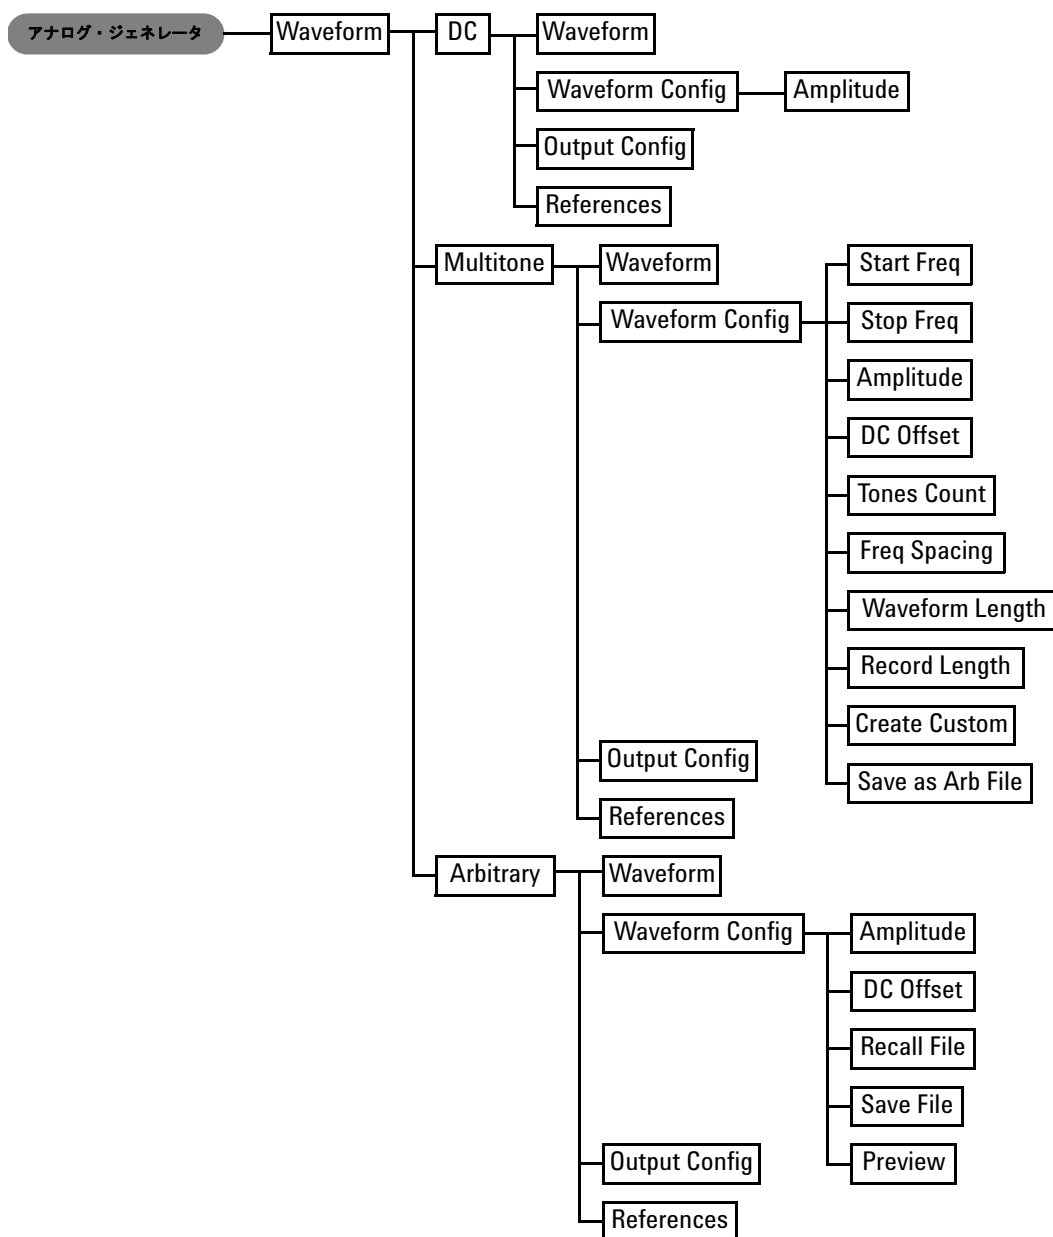 アナログ・ジェネレータ
Waveform
DC
Waveform
Waveform Config
Amplitude
Output Config
References
Multitone
Waveform
Waveform Config
Start Freq
Stop Freq
Amplitude
DC Offset
Tones Count
Freq Spacing
Waveform Length
Record Length
Create Custom
Save as Arb File
Output Config
References
Arbitrary
Waveform
Waveform Config
Amplitude
DC Offset
Recall File
Save File
Preview
Output Config
References